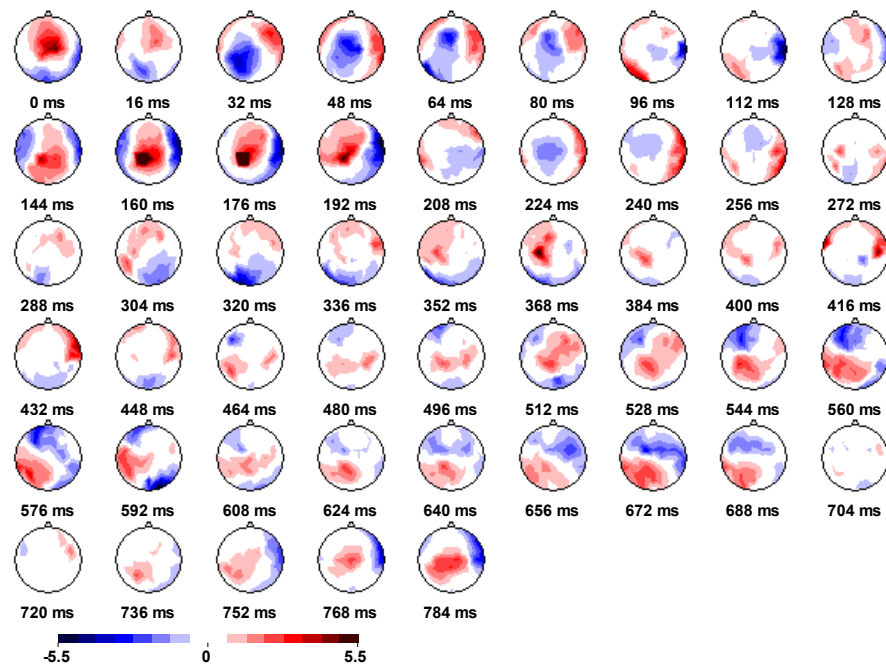 0 ms 16 ms 32 ms 48 ms 64 ms 80 ms 96 ms 112 ms 128 ms
144 ms 160 ms 176 ms 192 ms 208 ms 224 ms 240 ms 256 ms 272 ms
288 ms 304 ms 320 ms 336 ms 352 ms 368 ms 384 ms 400 ms 416 ms
432 ms 448 ms 464 ms 480 ms 496 ms 512 ms 528 ms 544 ms 560 ms
576 ms 592 ms 608 ms 624 ms 640 ms 656 ms 672 ms 688 ms 704 ms
720 ms 736 ms 752 ms 768 ms 784 ms
-5.5 0 5.5